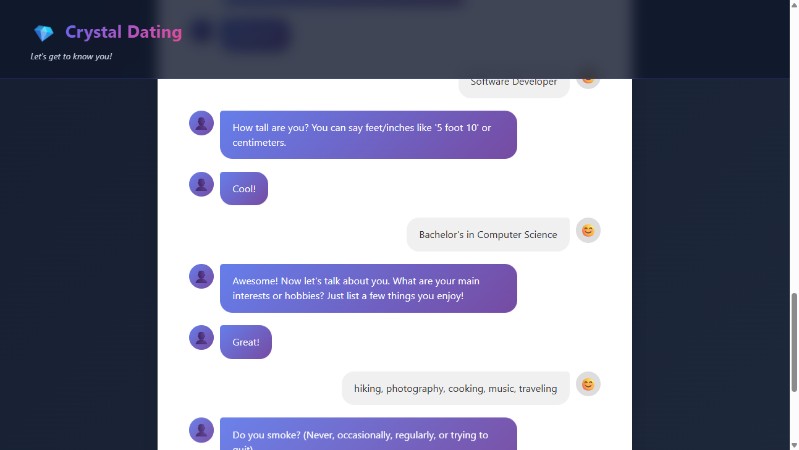 Crystal Dating
Let's get to know you!
Software Developer
How tall are you? You can say feet/inches like '5 foot 10' or
centimeters.
Cool!
Bachelor's in Computer Science
Awesome! Now let's talk about you. What are your main
interests or hobbies? Just list a few things you enjoy!
Great!
hiking, photography, cooking, music, traveling
Do you smoke? (Never, occasionally, regularly, or trying to
quit)